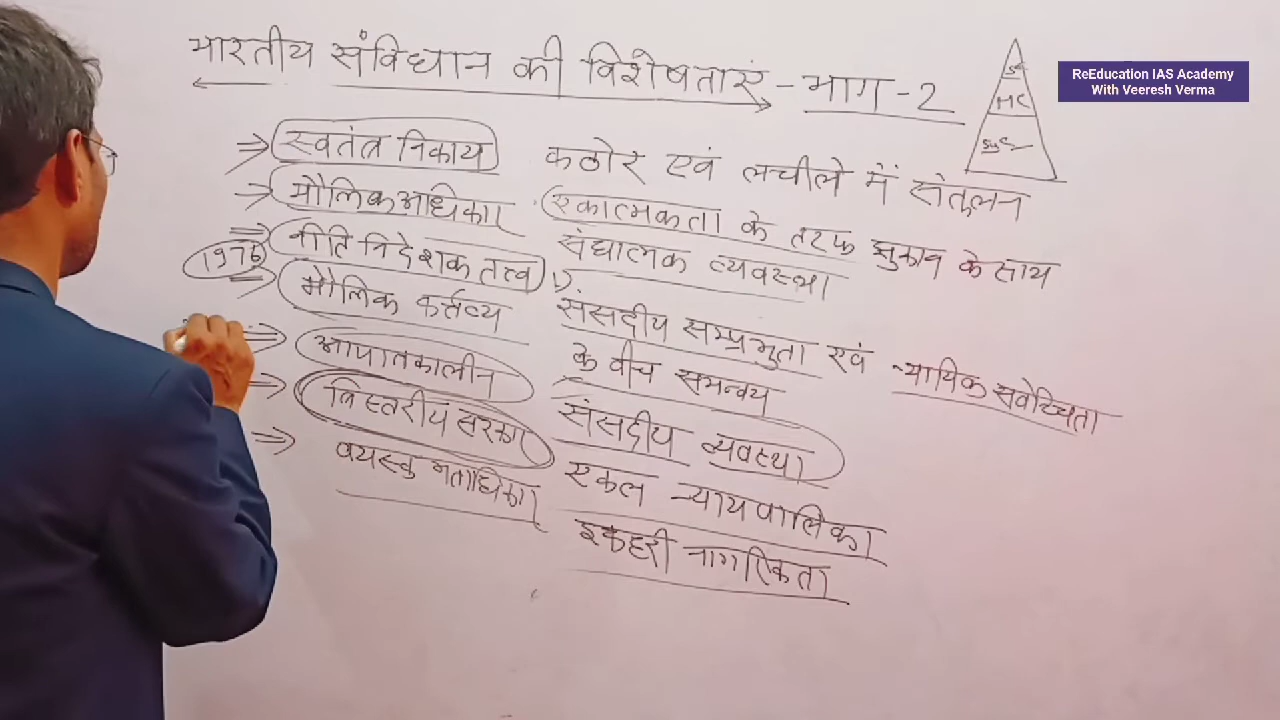 भारतीय संविधान की विशेषताएं - भाग - 2
ReEducation IAS Academy
With Veeresh Verma
SC
HC
⇒ स्वतंत्र निकाय
→ मौलिक अधिकार
⇒ नीति निदेशक तत्व
1976
⇒ मौलिक कर्तव्य
⇒ आपातकालीन
⇒ त्रिस्तरीय सरकार
⇒ वयस्क मताधिकार
कठोर एवं लचीले में संतुलन
एकात्मकता के तरफ झुकाव के साथ
संघात्मक व्यवस्था
संसदीय सम्प्रभुता एवं न्यायिक सर्वोच्चता
के बीच समन्वय
संसदीय व्यवस्था
एकल न्यायपालिका
इकहरी नागरिकता